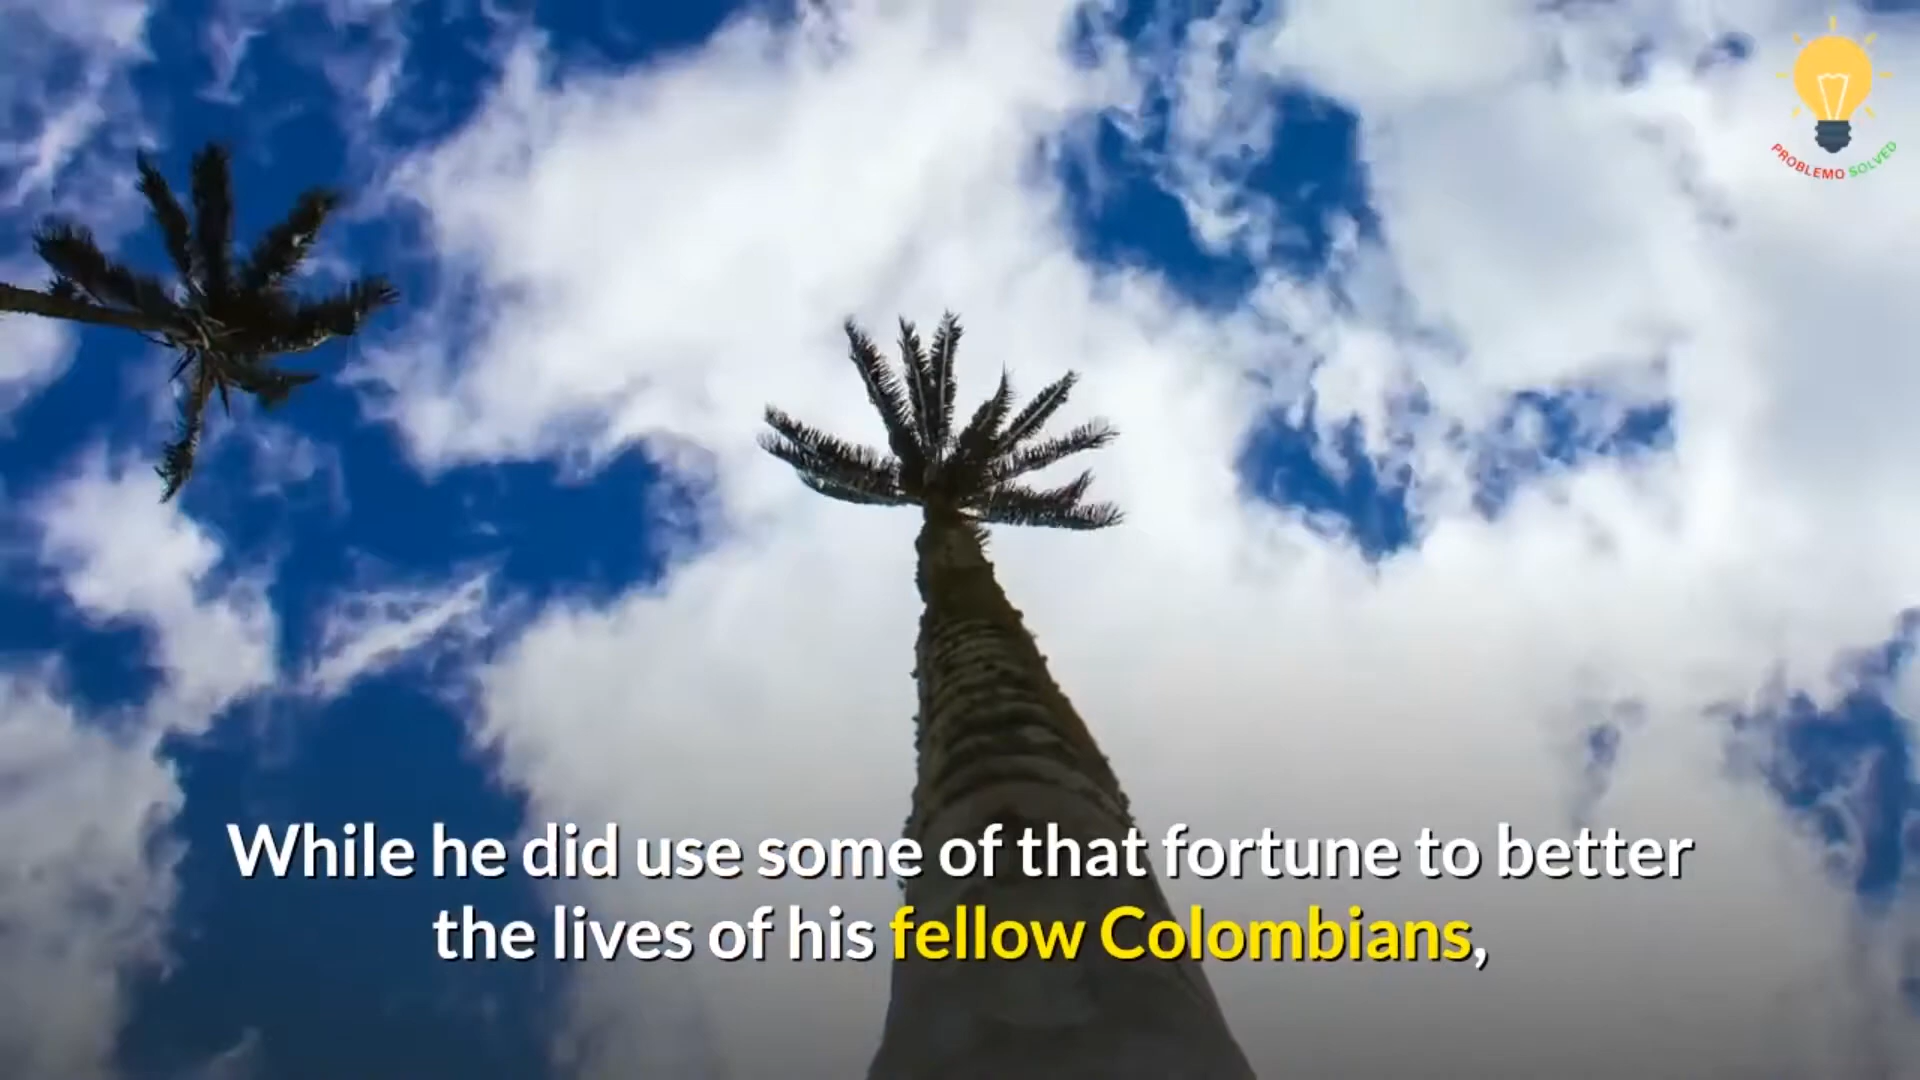 PROBLEMO SOLVED
While he did use some of that fortune to better
the lives of his fellow Colombians,